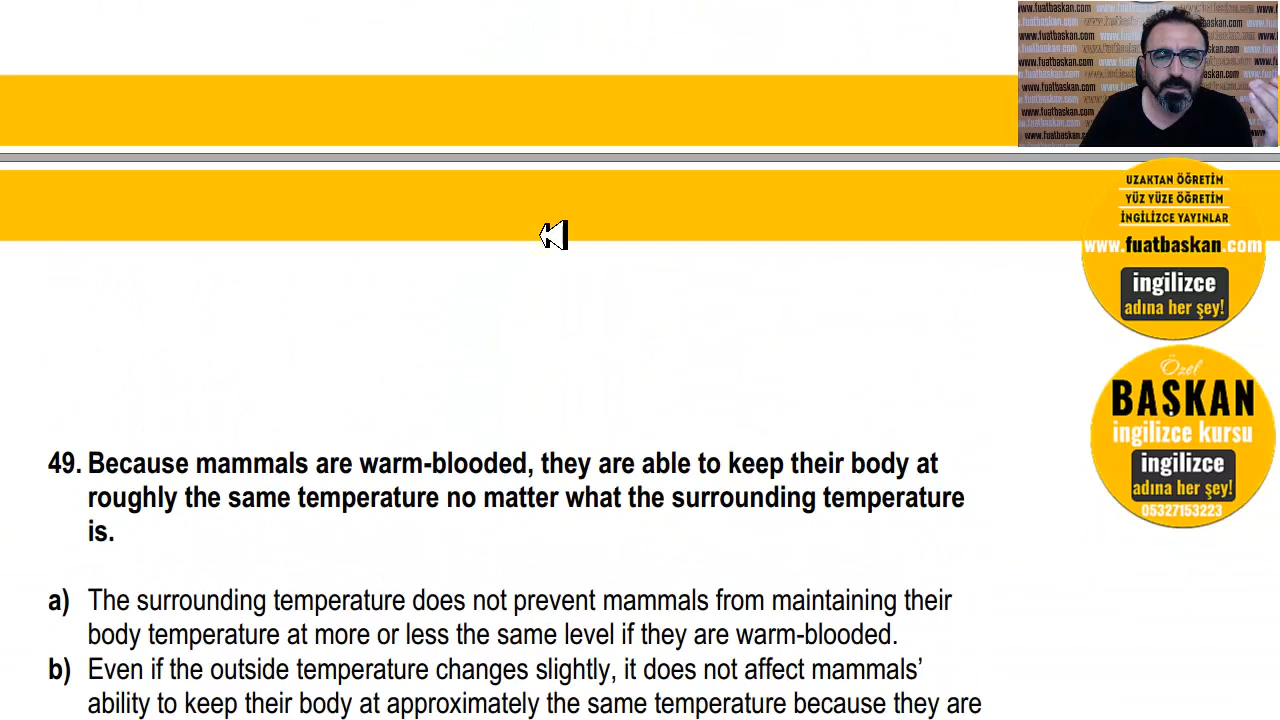 www.fuatbaskan.com
UZAKTAN ÖĞRETİM
YÜZ YÜZE ÖĞRETİM
İNGİLİZCE YAYINLAR
www.fuatbaskan.com
ingilizce
adına her şey!
Özel
BAŞKAN
ingilizce kursu
ingilizce
adına her şey!
05327153223
49. Because mammals are warm-blooded, they are able to keep their body at
roughly the same temperature no matter what the surrounding temperature
is.
a) The surrounding temperature does not prevent mammals from maintaining their
body temperature at more or less the same level if they are warm-blooded.
b) Even if the outside temperature changes slightly, it does not affect mammals’
ability to keep their body at approximately the same temperature because they are